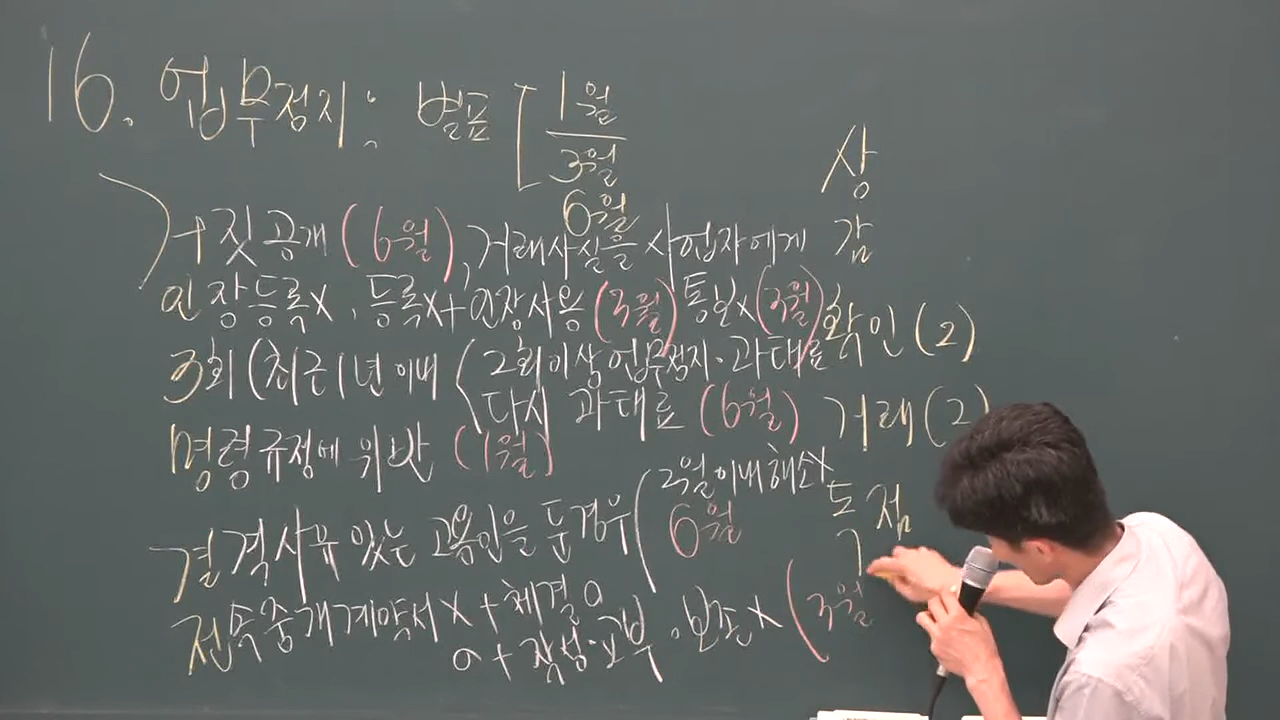 16. 업무정지 : 별표 [ 1월
3월
6월
거짓공개 (6월), 거래사실을 사업자에게
인장등록x, 등록x+인장사용 (3월) 통보x (3월)
3회 (최근1년 이내 < 2회이상 업무정지·과태료
다시 과태료 (6월)
명령규정에 위반 (1월)
결격사유 있는 고용인을 둔경우 ( 2월이내해소x
6월
전속중개계약서 x + 체결 o
o + 작성·교부, 보존x (3월
상
감
확인 (2)
거래 (2)
독 점
ㄱ